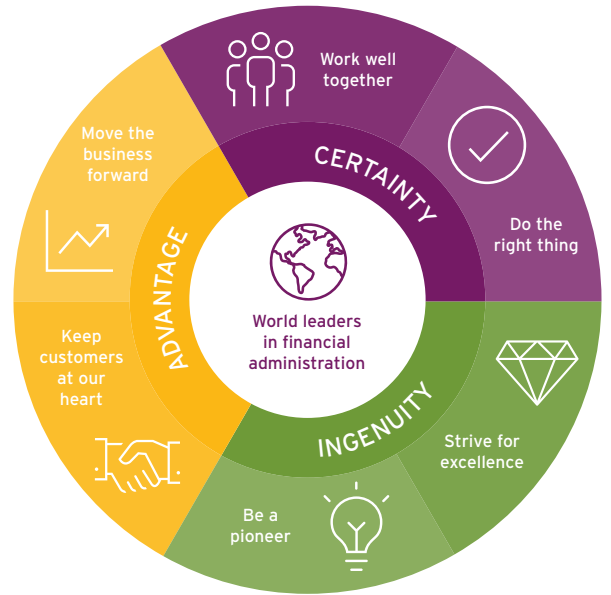 Work well
together
Do the
right thing
Strive for
excellence
Be a
pioneer
Keep
customers
at our
heart
Move the
business
forward
CERTAINTY
INGENUITY
ADVANTAGE
World leaders
in financial
administration